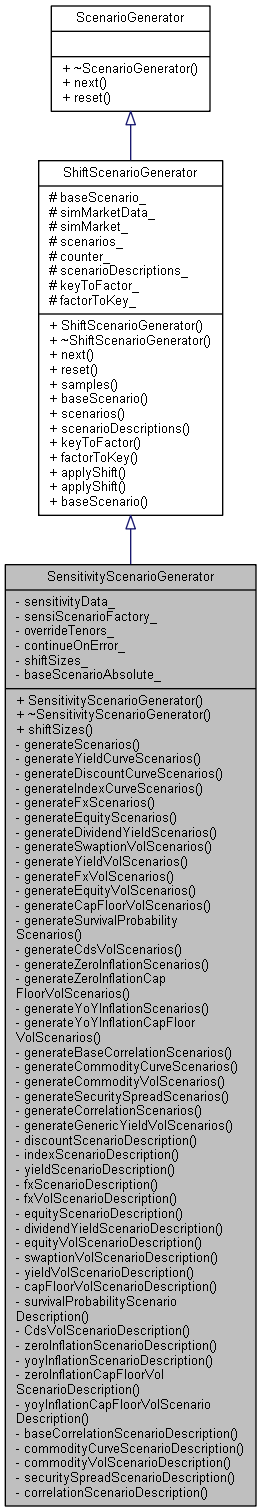 ScenarioGenerator
+ ~ScenarioGenerator()
+ next()
+ reset()
ShiftScenarioGenerator
# baseScenario_
# simMarketData_
# simMarket_
# scenarios_
# counter_
# scenarioDescriptions_
# keyToFactor_
# factorToKey_
+ ShiftScenarioGenerator()
+ ~ShiftScenarioGenerator()
+ next()
+ reset()
+ samples()
+ baseScenario()
+ scenarios()
+ scenarioDescriptions()
+ keyToFactor()
+ factorToKey()
+ applyShift()
+ applyShift()
+ baseScenario()
SensitivityScenarioGenerator
- sensitivityData_
- sensiScenarioFactory_
- overrideTenors_
- continueOnError_
- shiftSizes_
- baseScenarioAbsolute_
+ SensitivityScenarioGenerator()
+ ~SensitivityScenarioGenerator()
+ shiftSizes()
- generateScenarios()
- generateYieldCurveScenarios()
- generateDiscountCurveScenarios()
- generateIndexCurveScenarios()
- generateFxScenarios()
- generateEquityScenarios()
- generateDividendYieldScenarios()
- generateSwaptionVolScenarios()
- generateYieldVolScenarios()
- generateFxVolScenarios()
- generateEquityVolScenarios()
- generateCapFloorVolScenarios()
- generateSurvivalProbability
Scenarios()
- generateCdsVolScenarios()
- generateZeroInflationScenarios()
- generateZeroInflationCap
FloorVolScenarios()
- generateYoYInflationScenarios()
- generateYoYInflationCapFloor
VolScenarios()
- generateBaseCorrelationScenarios()
- generateCommodityCurveScenarios()
- generateCommodityVolScenarios()
- generateSecuritySpreadScenarios()
- generateCorrelationScenarios()
- generateGenericYieldVolScenarios()
- discountScenarioDescription()
- indexScenarioDescription()
- yieldScenarioDescription()
- fxScenarioDescription()
- fxVolScenarioDescription()
- equityScenarioDescription()
- dividendYieldScenarioDescription()
- equityVolScenarioDescription()
- swaptionVolScenarioDescription()
- yieldVolScenarioDescription()
- capFloorVolScenarioDescription()
- survivalProbabilityScenario
Description()
- CdsVolScenarioDescription()
- zeroInflationScenarioDescription()
- yoyInflationScenarioDescription()
- zeroInflationCapFloorVol
ScenarioDescription()
- yoyInflationCapFloorVolScenario
Description()
- baseCorrelationScenarioDescription()
- commodityCurveScenarioDescription()
- commodityVolScenarioDescription()
- securitySpreadScenarioDescription()
- correlationScenarioDescription()